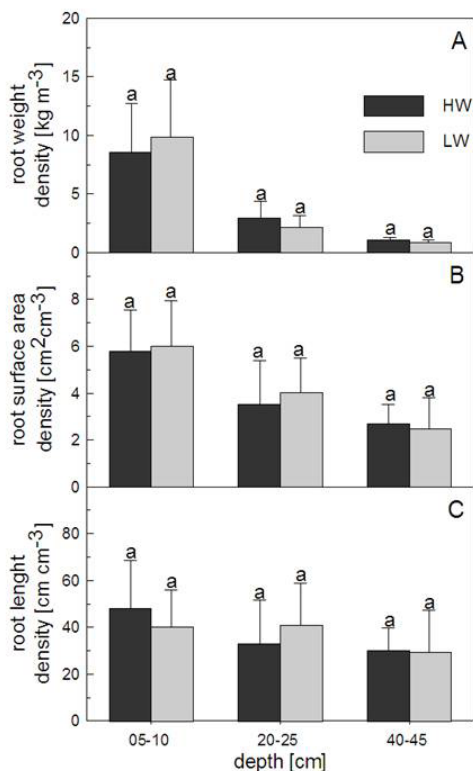 A
20
15
10
5
0
root weight
density [kg m-3]
a a a a a a
HW
LW
B
8
6
4
2
0
root surface area
density [cm2cm-3]
a a a a a a
C
80
60
40
20
0
root lenght
density [cm cm-3]
a a a a a a
05-10 20-25 40-45
depth [cm]